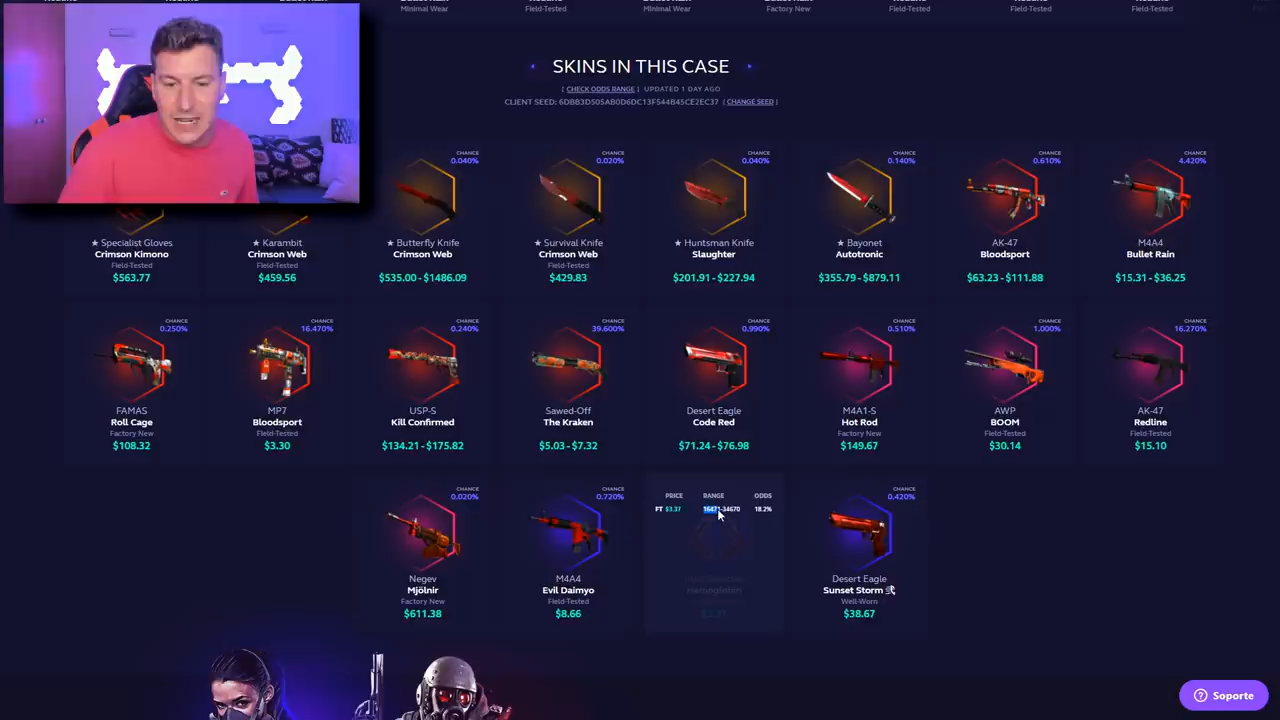 Minimal Wear Field-Tested Minimal Wear Factory New Field-Tested Field-Tested Field-Tested
SKINS IN THIS CASE
[ CHECK ODDS RANGE ] UPDATED 1 DAY AGO
CLIENT SEED: 6DBB3D505AB0D6DC13F544B45CE2EC37 [ CHANGE SEED ]
CHANCE CHANCE CHANCE CHANCE CHANCE CHANCE
0.040% 0.020% 0.040% 0.140% 0.610% 4.420%
★ Specialist Gloves ★ Karambit ★ Butterfly Knife ★ Survival Knife ★ Huntsman Knife ★ Bayonet AK-47 M4A4
Crimson Kimono Crimson Web Crimson Web Crimson Web Slaughter Autotronic Bloodsport Bullet Rain
Field-Tested Field-Tested Field-Tested
$563.77 $459.56 $535.00 - $1486.09 $429.83 $201.91 - $227.94 $355.79 - $879.11 $63.23 - $111.88 $15.31 - $36.25
CHANCE CHANCE CHANCE CHANCE CHANCE CHANCE CHANCE CHANCE
0.250% 16.470% 0.240% 39.600% 0.990% 0.510% 1.000% 16.270%
FAMAS MP7 USP-S Sawed-Off Desert Eagle M4A1-S AWP AK-47
Roll Cage Bloodsport Kill Confirmed The Kraken Code Red Hot Rod BOOM Redline
Factory New Field-Tested Factory New Field-Tested Field-Tested
$108.32 $3.30 $134.21 - $175.82 $5.03 - $7.32 $71.24 - $76.98 $149.67 $30.14 $15.10
CHANCE CHANCE PRICE RANGE ODDS CHANCE
0.020% 0.720% FT $3.37 16471-34670 18.2% 0.420%
Negev M4A4 Desert Eagle
Mjölnir Evil Daimyo Hemoglobin Sunset Storm 弐
Factory New Field-Tested Well-Worn
$611.38 $8.66 $3.37 $38.67
Soporte